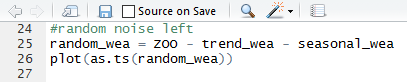 Source on Save
24 #random noise left
25 random_wea = ZOO - trend_wea - seasonal_wea
26 plot(as.ts(random_wea))
27